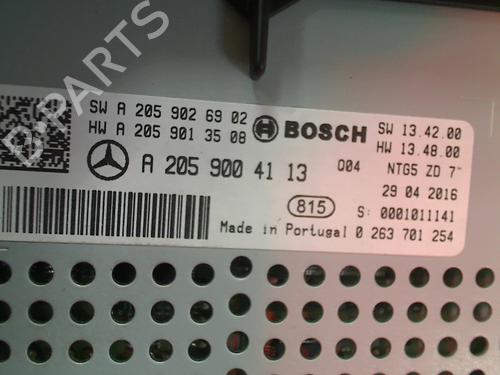 SW A 205 902 69 02
HW A 205 901 35 08
BOSCH
SW 13.42.00
HW 13.48.00
A 205 900 41 13
Q04
NTG5 ZD 7"
29 04 2016
815
S: 0001011141
Made in Portugal 0 263 701 254
B-PARTS